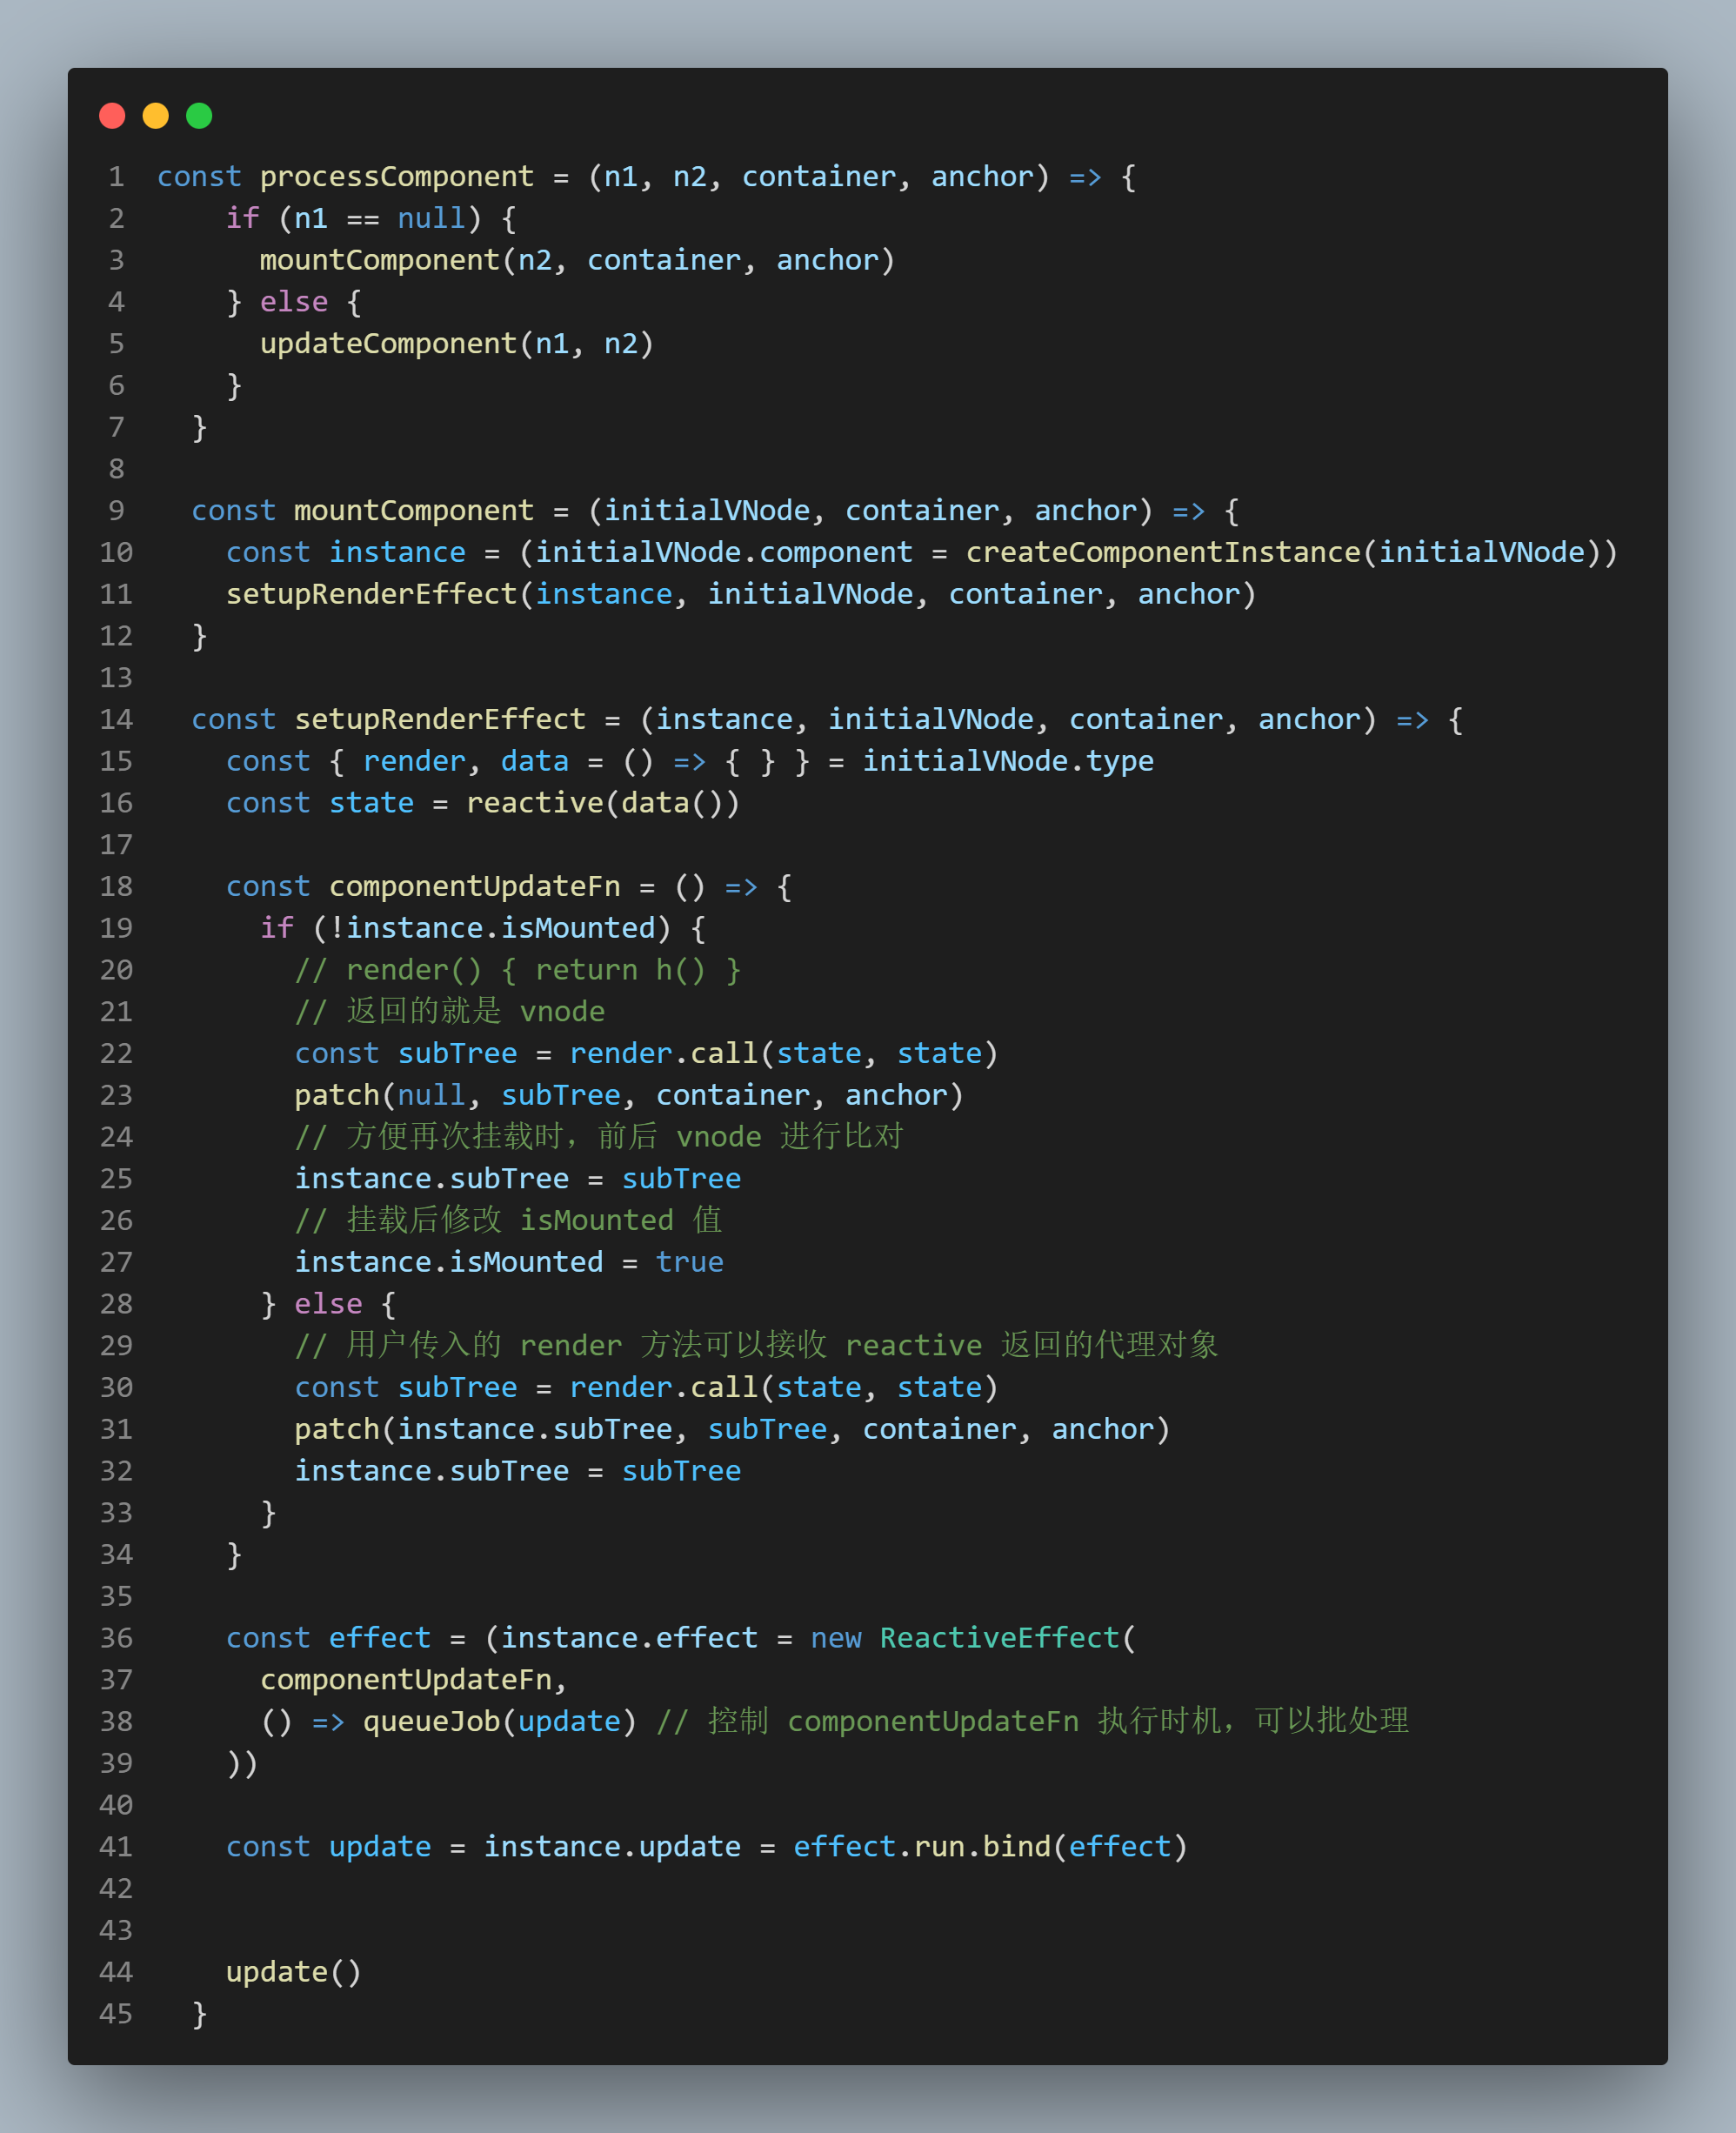 1 const processComponent = (n1, n2, container, anchor) => {
2 if (n1 == null) {
3 mountComponent(n2, container, anchor)
4 } else {
5 updateComponent(n1, n2)
6 }
7 }
8
9 const mountComponent = (initialVNode, container, anchor) => {
10 const instance = (initialVNode.component = createComponentInstance(initialVNode))
11 setupRenderEffect(instance, initialVNode, container, anchor)
12 }
13
14 const setupRenderEffect = (instance, initialVNode, container, anchor) => {
15 const { render, data = () => { } } = initialVNode.type
16 const state = reactive(data())
17
18 const componentUpdateFn = () => {
19 if (!instance.isMounted) {
20 // render() { return h() }
21 // 返回的就是 vnode
22 const subTree = render.call(state, state)
23 patch(null, subTree, container, anchor)
24 // 方便再次挂载时，前后 vnode 进行比对
25 instance.subTree = subTree
26 // 挂载后修改 isMounted 值
27 instance.isMounted = true
28 } else {
29 // 用户传入的 render 方法可以接收 reactive 返回的代理对象
30 const subTree = render.call(state, state)
31 patch(instance.subTree, subTree, container, anchor)
32 instance.subTree = subTree
33 }
34 }
35
36 const effect = (instance.effect = new ReactiveEffect(
37 componentUpdateFn,
38 () => queueJob(update) // 控制 componentUpdateFn 执行时机，可以批处理
39 ))
40
41 const update = instance.update = effect.run.bind(effect)
42
43
44 update()
45 }